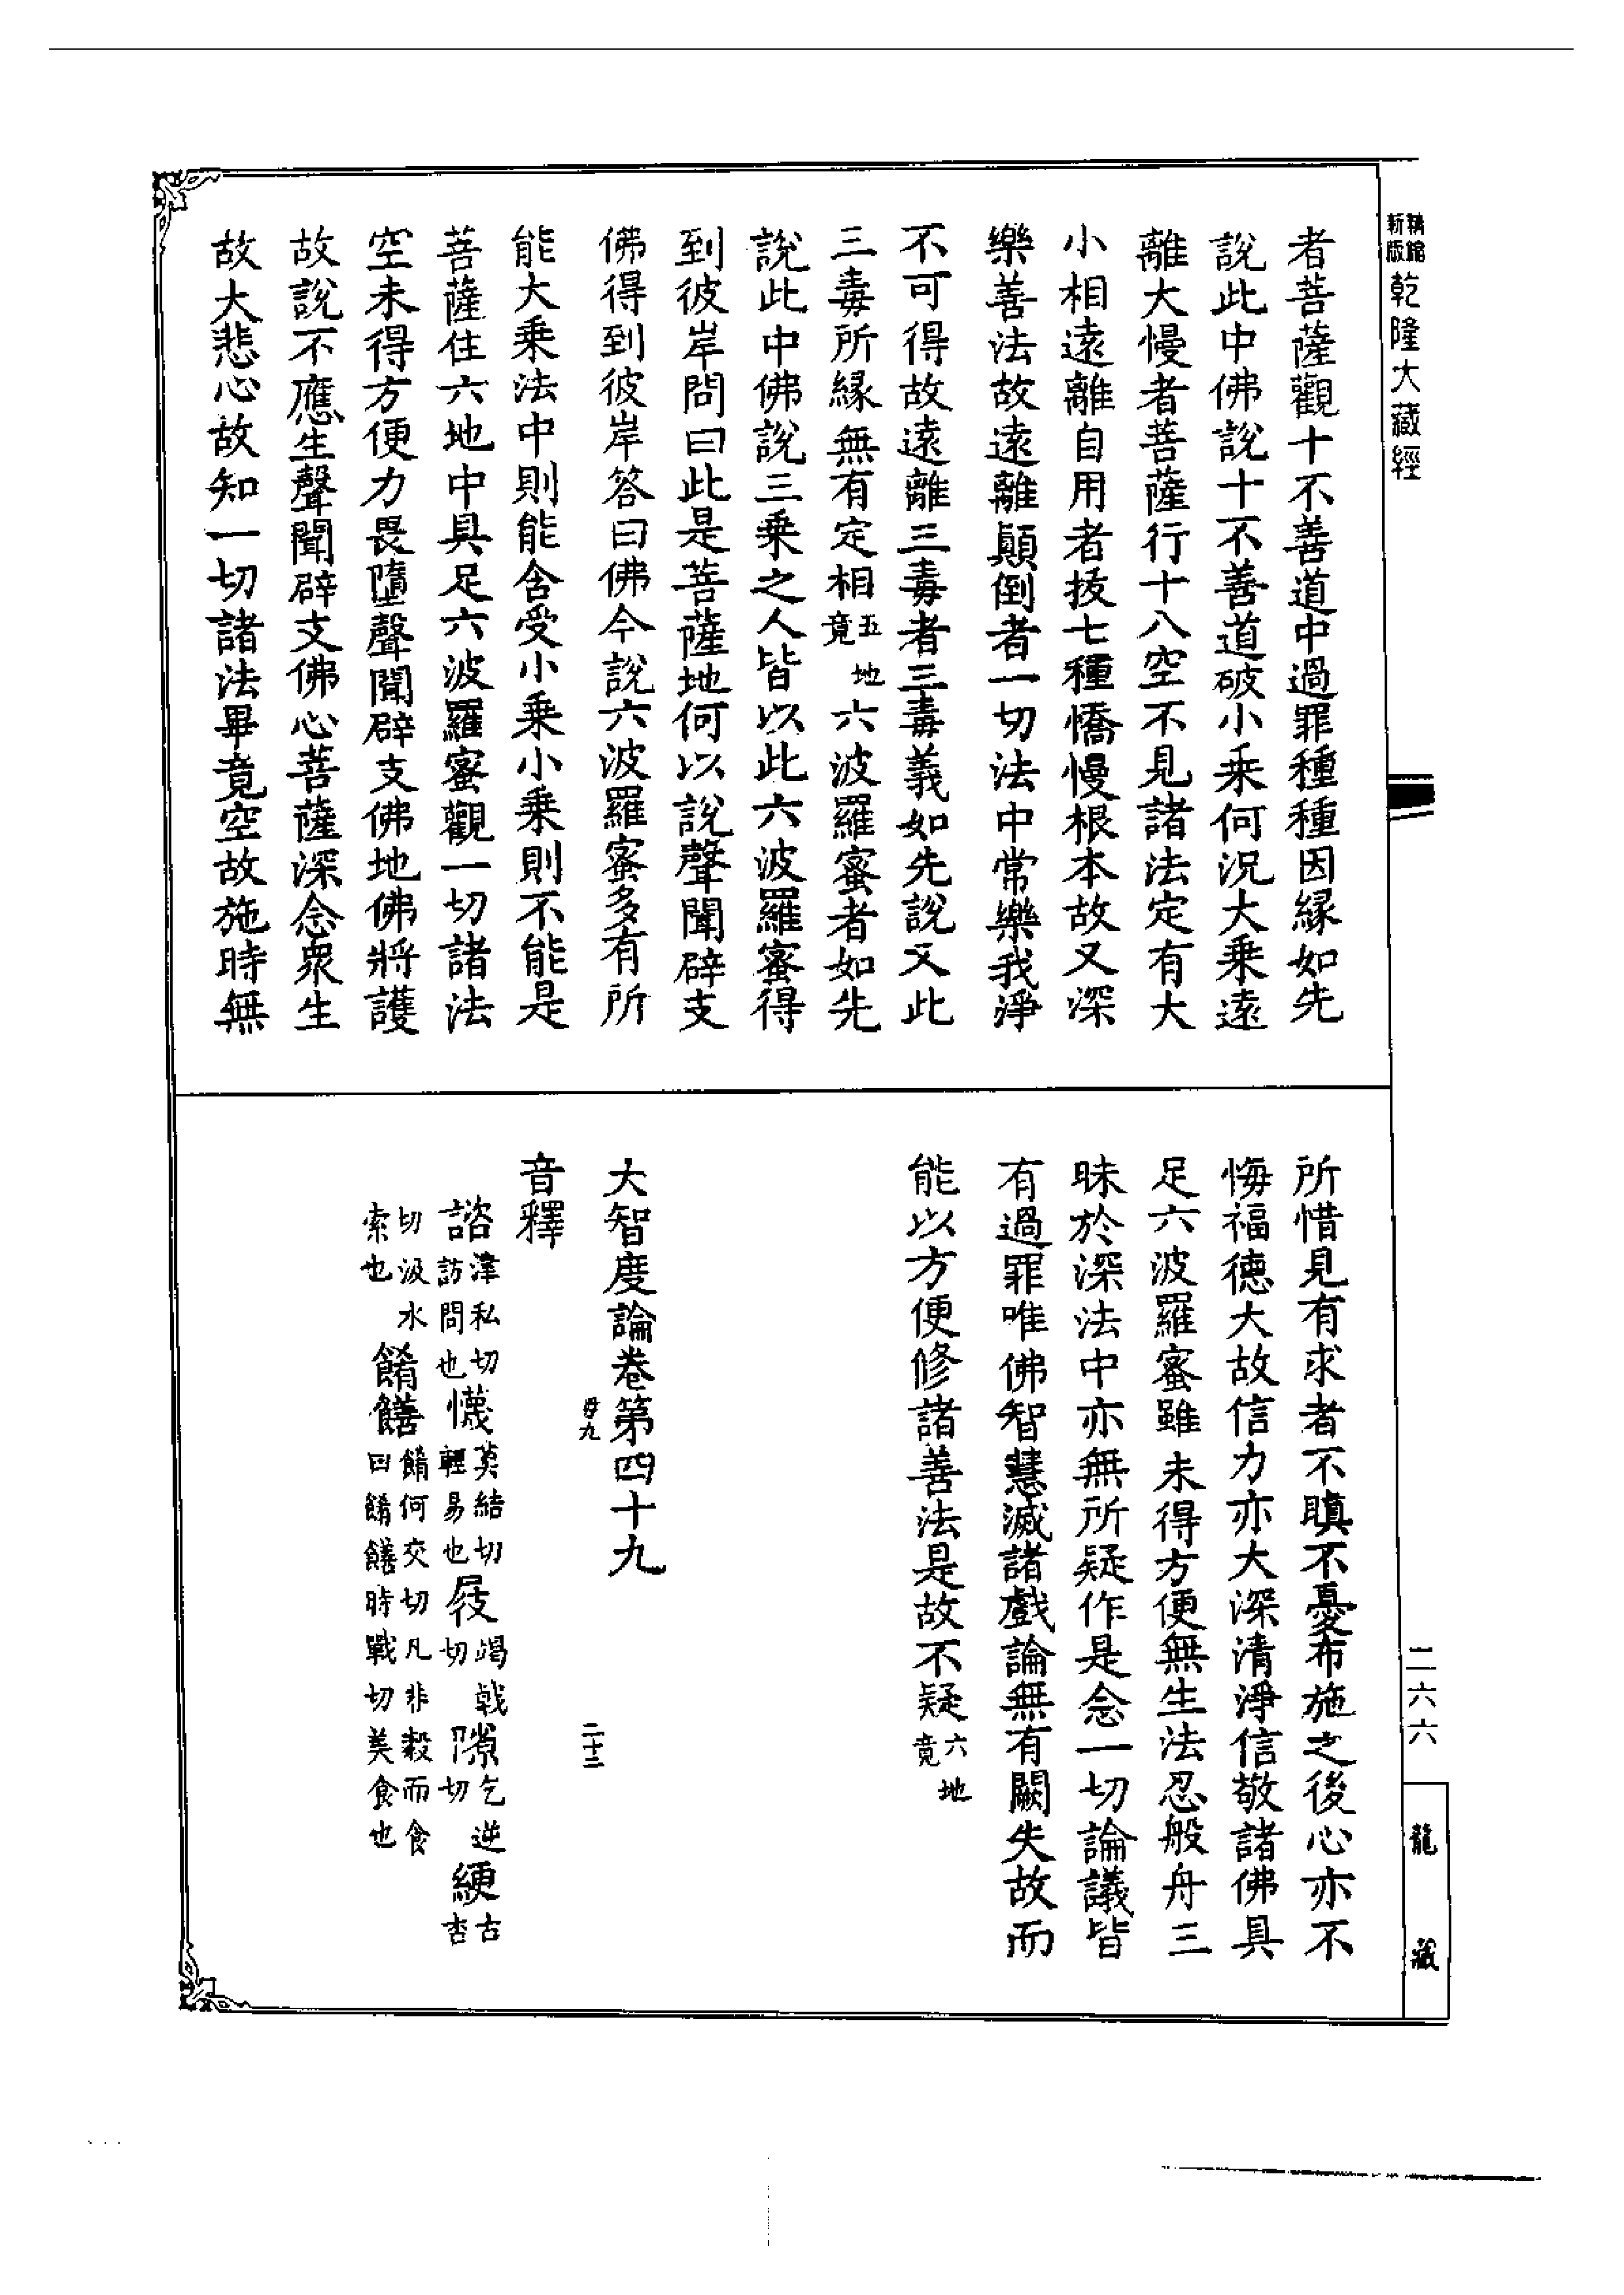 精縮
新版
乾隆大藏經
者菩薩觀十不善道中過罪種種因緣如先
說此中佛說十不善道破小乘何況大乘遠
離大慢者菩薩行十八空不見諸法定有大
小相遠離自用者拔七種憍慢根本故又深
樂善法故遠離顛倒者一切法中常樂我淨
不可得故遠離三毒者三毒義如先說又此
三毒所緣無有定相五地竟六波羅蜜者如先
說此中佛說三乘之人皆以此六波羅蜜得
到彼岸問曰此是菩薩地何以說聲聞辟支
佛得到彼岸答曰佛今說六波羅蜜多有所
能大乘法中則能含受小乘小乘則不能是
菩薩住六地中具足六波羅蜜觀一切諸法
空未得方便力畏墮聲聞辟支佛地佛將護
故說不應生聲聞辟支佛心菩薩深念眾生
故大悲心故知一切諸法畢竟空故施時無
所惜見有求者不瞋不憂布施之後心亦不
悔福德大故信力亦大深清淨信敬諸佛具
足六波羅蜜雖未得方便無生法忍般舟三
昧於深法中亦無所疑作是念一切論議皆
有過罪唯佛智慧滅諸戲論無有闕失故而
能以方便修諸善法是故不疑六地竟
大智度論卷第四十九
毋九 二十二
音釋
諮津私切訪問也懱莫結切輕易也屐竭戟切隙乞逆切綆古杏
切汲水索也餚饍餚何交切凡非穀而食曰餚饍時戰切美食也
二六六
龍藏